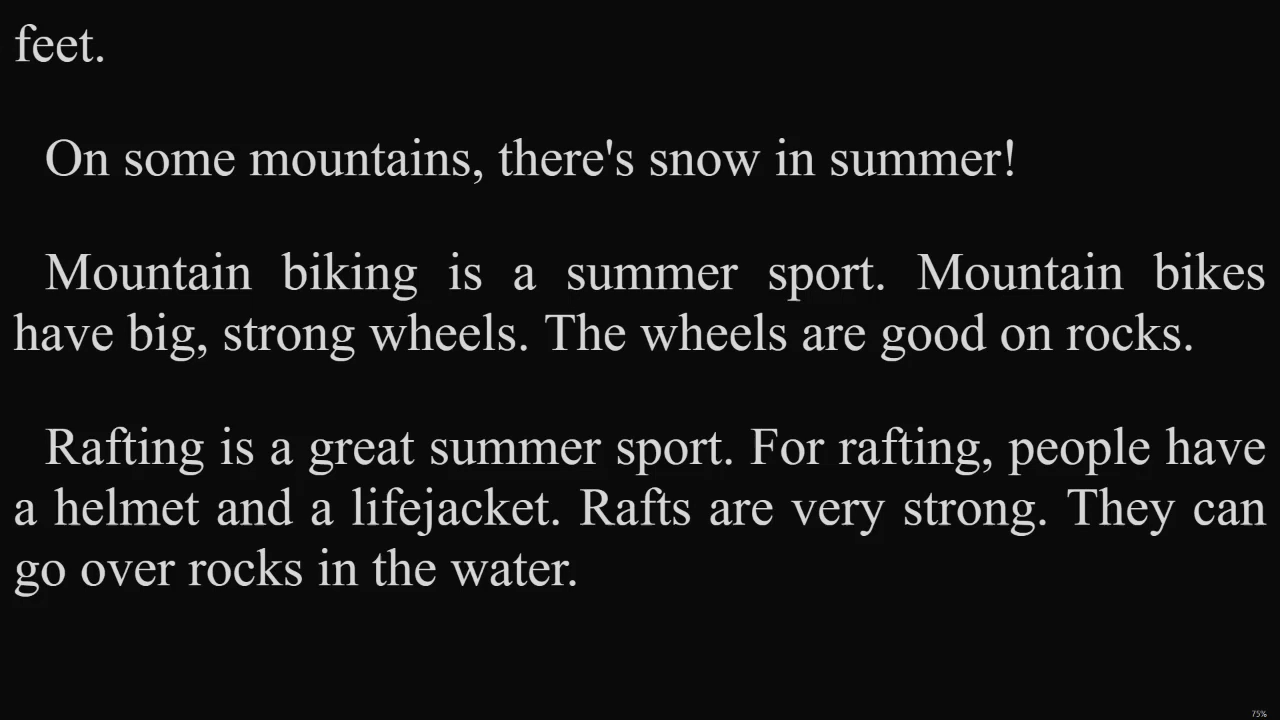 feet.
On some mountains, there's snow in summer!
Mountain biking is a summer sport. Mountain bikes
have big, strong wheels. The wheels are good on rocks.
Rafting is a great summer sport. For rafting, people have
a helmet and a lifejacket. Rafts are very strong. They can
go over rocks in the water.
75%